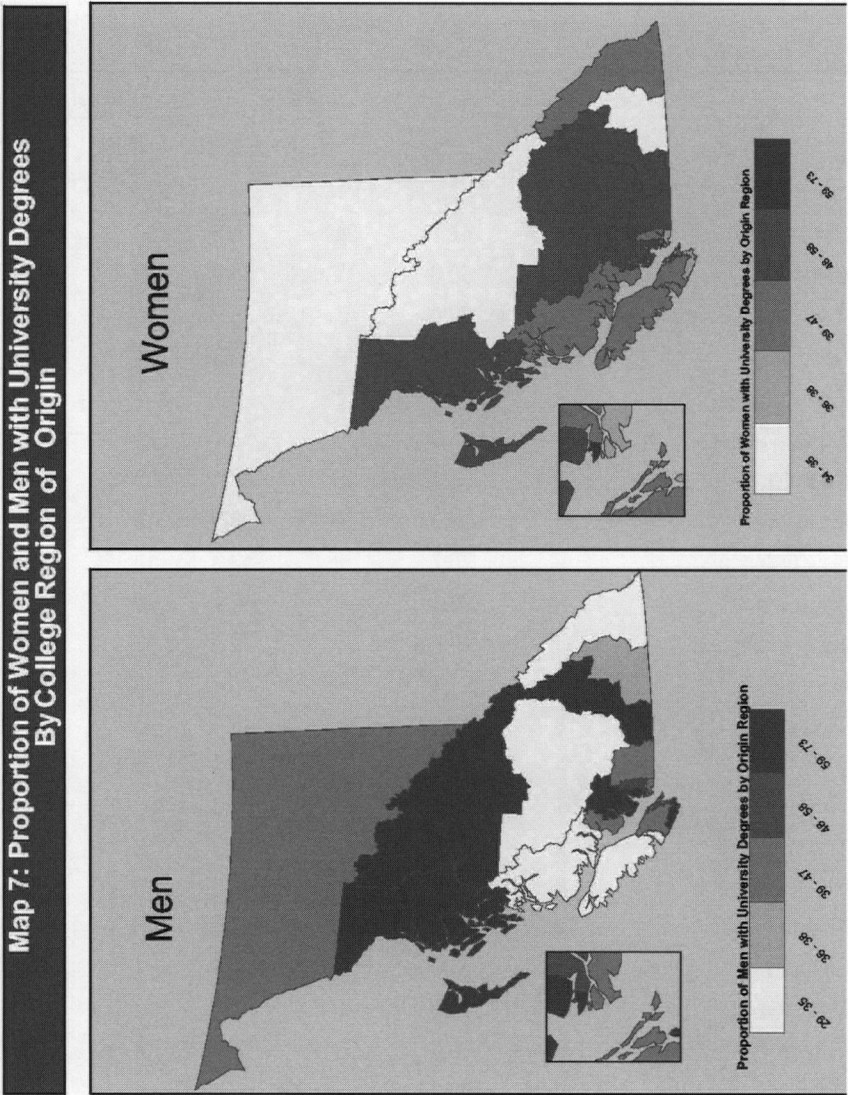 Map 7: Proportion of Women and Men with University Degrees
By College Region of Origin
Men
Proportion of Men with University Degrees by Origin Region
29 - 35
36 - 38
39 - 47
48 - 58
59 - 73
Women
Proportion of Women with University Degrees by Origin Region
34 - 35
36 - 38
39 - 47
48 - 58
59 - 73